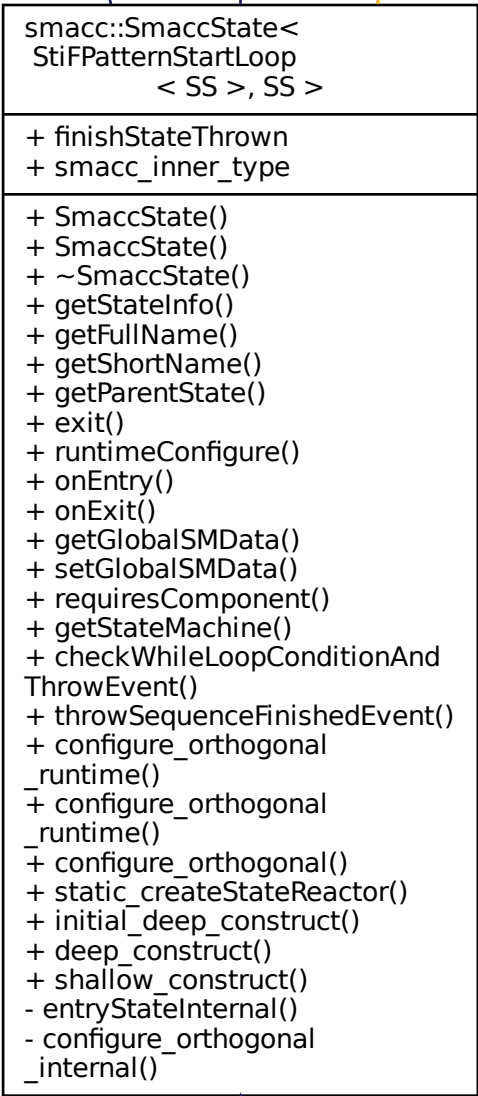 smacc::SmaccState<
StiFPatternStartLoop
< SS >, SS >
+ finishStateThrown
+ smacc_inner_type
+ SmaccState()
+ SmaccState()
+ ~SmaccState()
+ getStateInfo()
+ getFullName()
+ getShortName()
+ getParentState()
+ exit()
+ runtimeConfigure()
+ onEntry()
+ onExit()
+ getGlobalSMData()
+ setGlobalSMData()
+ requiresComponent()
+ getStateMachine()
+ checkWhileLoopConditionAnd
ThrowEvent()
+ throwSequenceFinishedEvent()
+ configure_orthogonal
_runtime()
+ configure_orthogonal
_runtime()
+ configure_orthogonal()
+ static_createStateReactor()
+ initial_deep_construct()
+ deep_construct()
+ shallow_construct()
- entryStateInternal()
- configure_orthogonal
_internal()